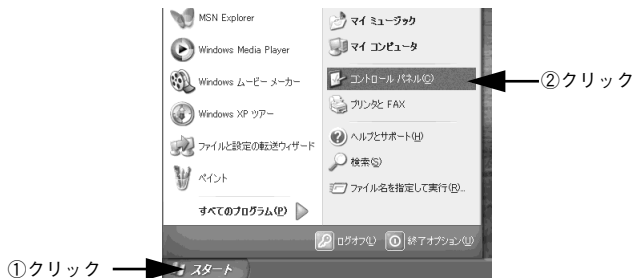 MSN Explorer
Windows Media Player
Windows ムービー メーカー
Windows XP ツアー
ファイルと設定の転送ウィザード
ペイント
すべてのプログラム(P)
マイ ミュージック
マイ コンピュータ
コントロール パネル(C)
②クリック
プリンタと FAX
ヘルプとサポート(H)
検索(S)
ファイル名を指定して実行(R)...
ログオフ(L)
終了オプション(U)
①クリック
スタート